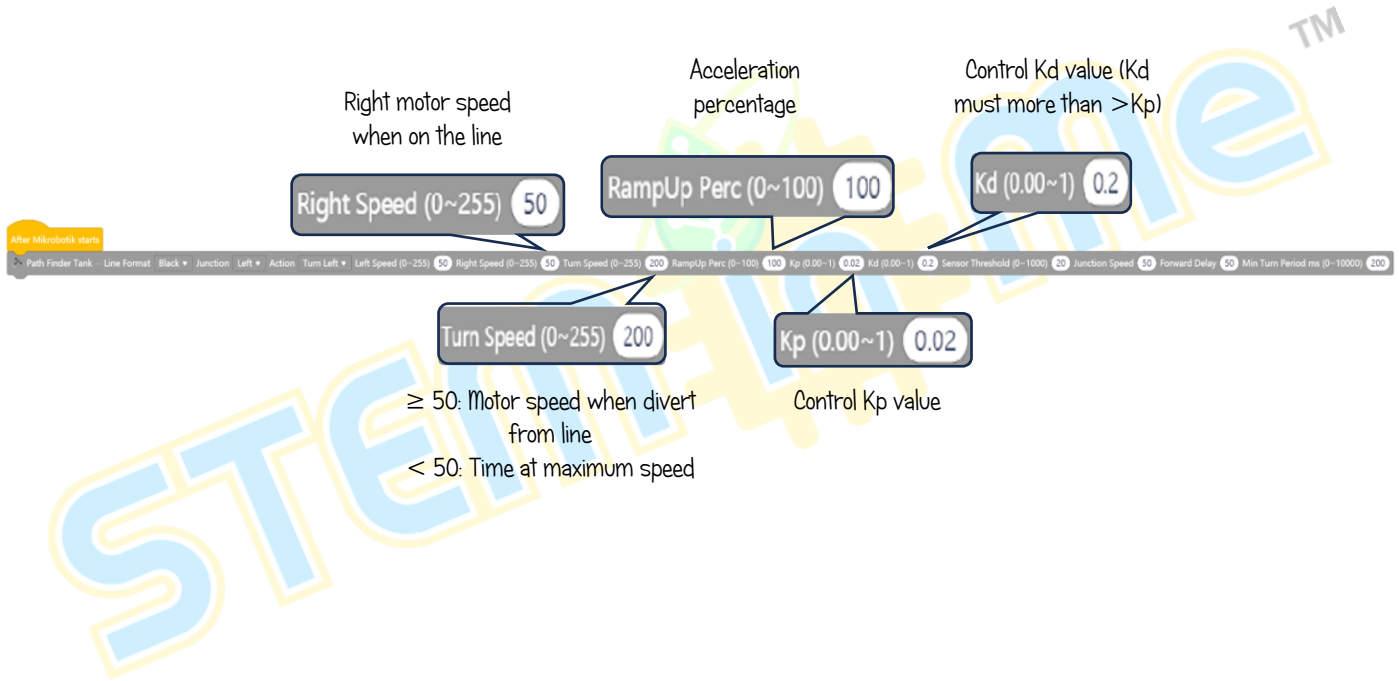 TM
Acceleration
percentage
Control Kd value (Kd
must more than >Kp)
Right motor speed
when on the line
RampUp Perc (0~100) 100
Kd (0.00~1) 0.2
Right Speed (0~255) 50
After Mikrobotik starts
Path Finder Tank -- Line Format Black ▾ Junction Left ▾ Action Turn Left ▾ Left Speed (0~255) 50 Right Speed (0~255) 50 Turn Speed (0~255) 200 RampUp Perc (0~100) 100 Kp (0.00~1) 0.02 Kd (0.00~1) 0.2 Sensor Threshold (0~1000) 20 Junction Speed 50 Forward Delay 50 Min Turn Period ms (0~10000) 200
Turn Speed (0~255) 200
Kp (0.00~1) 0.02
≥ 50: Motor speed when divert
from line
< 50: Time at maximum speed
Control Kp value
STEM in me